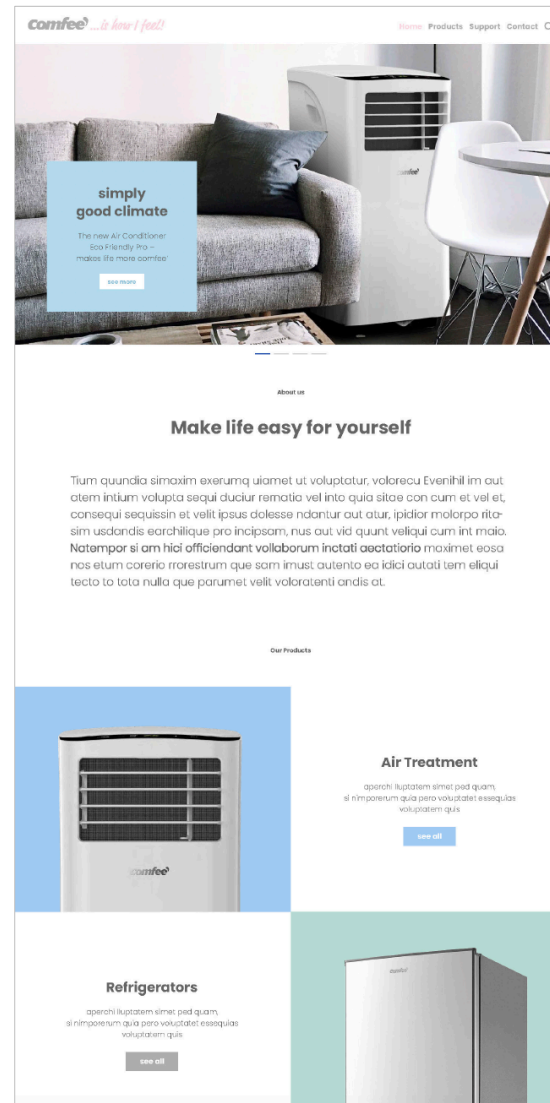 comfee' ...is how I feel!
Home Products Support Contact
comfee'
simply
good climate
The new Air Conditioner
Eco Friendly Pro –
makes life more comfee'
see more
About us
Make life easy for yourself
Tium quundia simaxim exerumq uiamet ut voluptatur, volorecu Evenihil im aut
atem intium volupta sequi duciur rematia vel into quia sitae con cum et vel et,
consequi sequissin et velit ipsus dolesse ndantur aut atur, ipidior molorpo rita-
sim usdandis earchilique pro incipsam, nus aut vid quunt veliqui cum int maio.
Natempor si am hici officiendant vollaborum inctati aectatiorio maximet eosa
nos etum corerio rrorestrum que sam imust autento ea idici autati tem eliqui
tecto to tota nulla que parumet velit voloratenti andis at.
Our Products
comfee'
Air Treatment
aperchi lluptatem simet ped quam,
si nimporerum quia pero voluptatet essequias
voluptatem quis
see all
comfee'
Refrigerators
aperchi lluptatem simet ped quam,
si nimporerum quia pero voluptatet essequias
voluptatem quis
see all